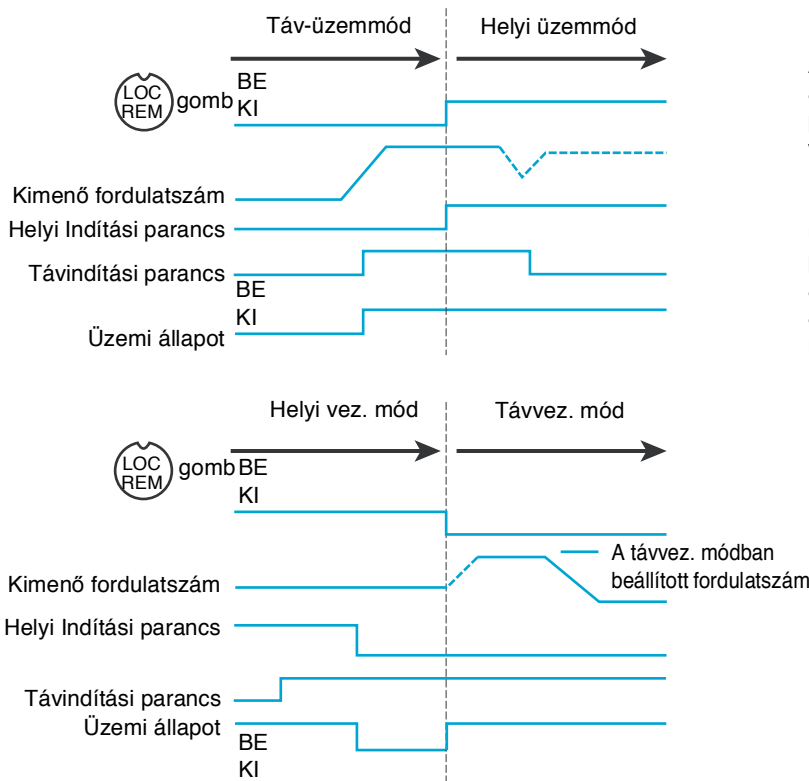 Táv-üzemmód Helyi üzemmód
BE
LOC
REM gomb KI
Kimenő fordulatszám
Helyi Indítási parancs
Távindítási parancs
BE
KI
Üzemi állapot
Helyi vez. mód Távvez. mód
LOC
REM gomb BE
KI
A távvez. módban
beállított fordulatszám
Kimenő fordulatszám
Helyi Indítási parancs
Távindítási parancs
Üzemi állapot
BE
KI